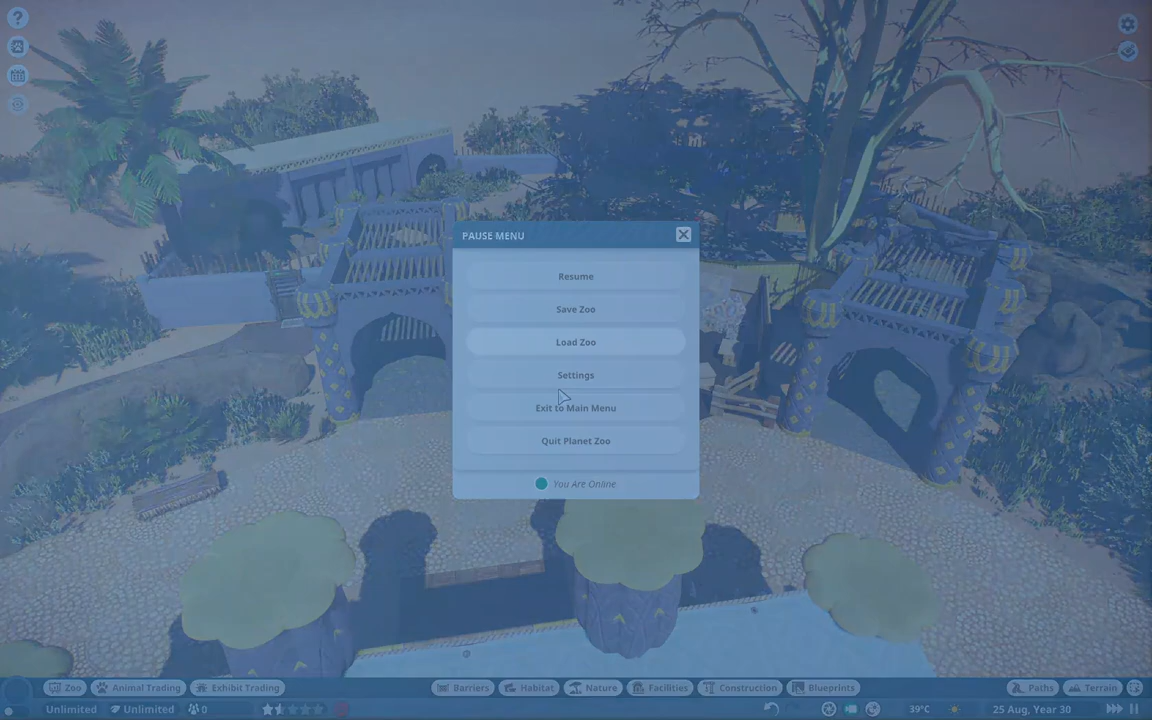 ?
PAUSE MENU
Resume
Save Zoo
Load Zoo
Settings
Exit to Main Menu
Quit Planet Zoo
You Are Online
Zoo Animal Trading Exhibit Trading Barriers Habitat Nature Facilities Construction Blueprints Paths Terrain
Unlimited Unlimited 0 39°C 25 Aug, Year 30